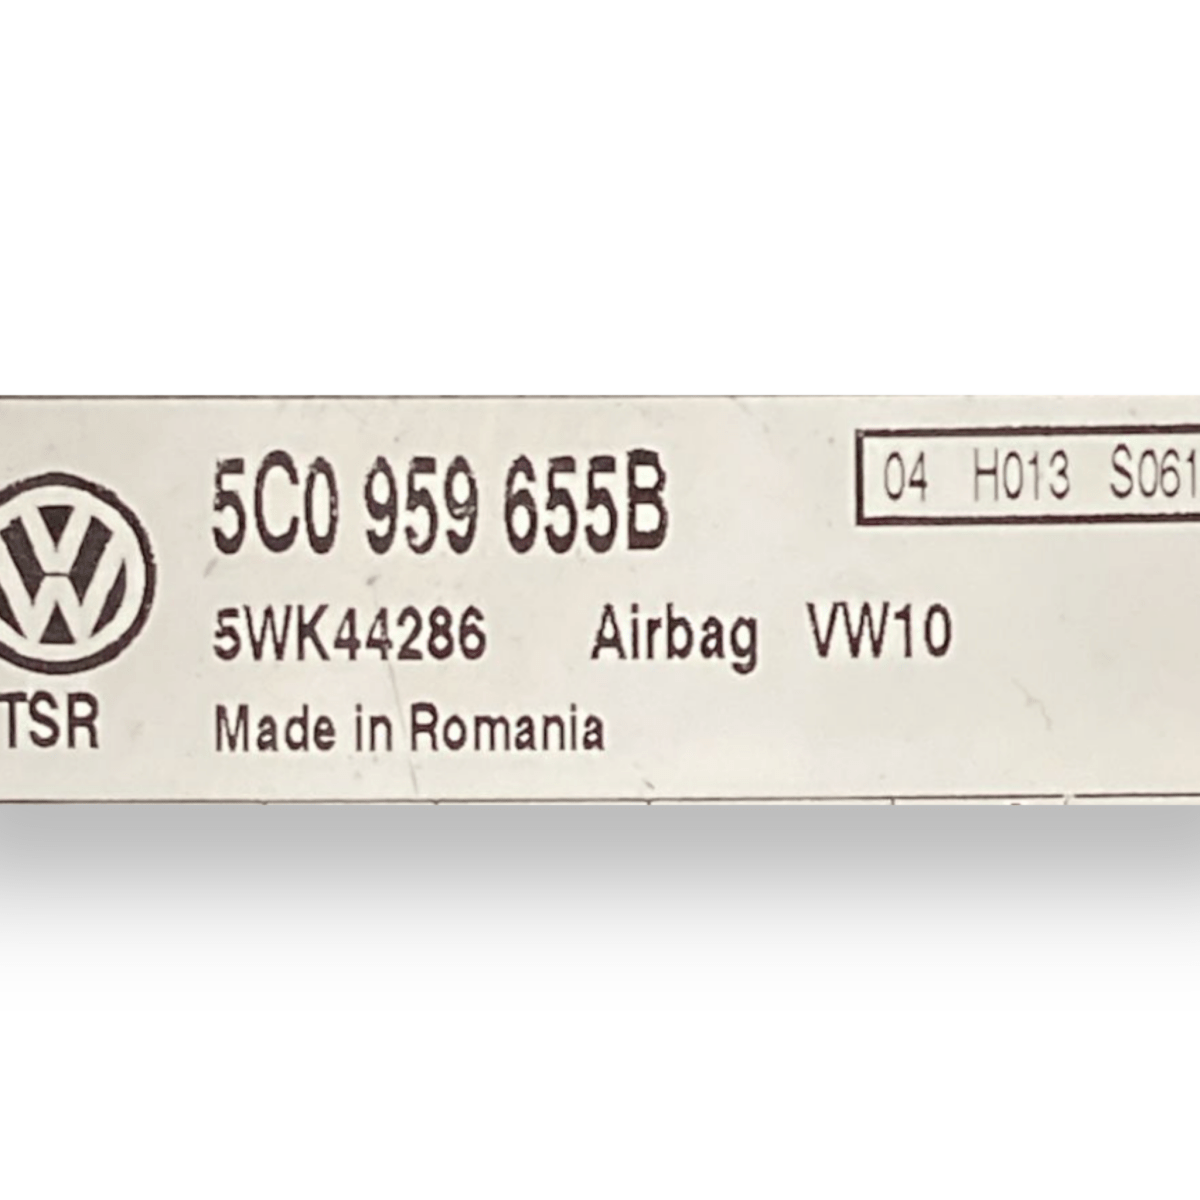 5C0 959 655B
04 H013 S061
5WK44286 Airbag VW10
TSR
Made in Romania